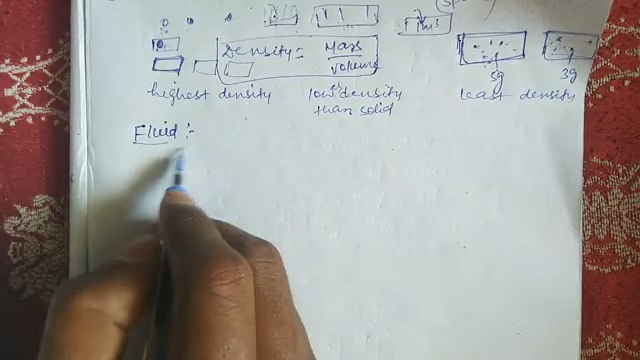 Density = Mass
volume
5g 3g
highest density low density least density
than solid
Fluid :-